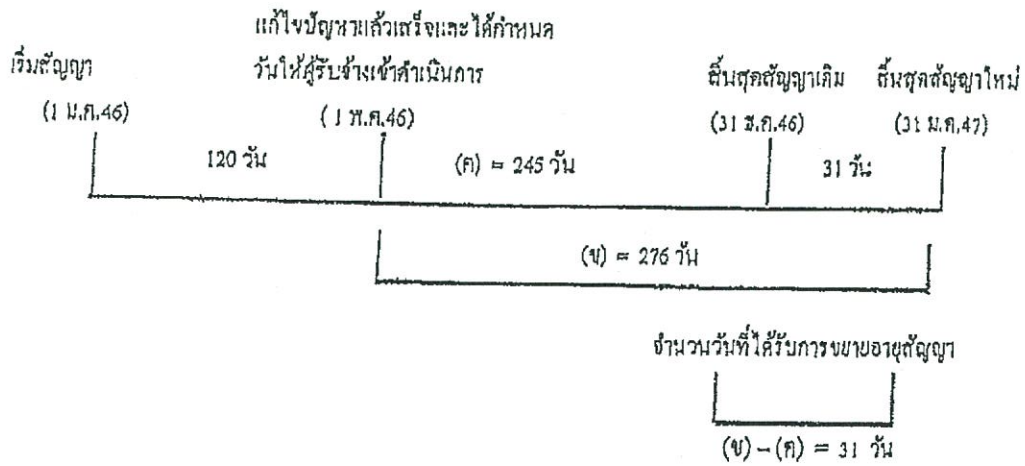 แก้ไขปัญหาแล้วเสร็จและได้กำหนด
เริ่มสัญญา วันให้ผู้รับจ้างเข้าดำเนินการ สิ้นสุดสัญญาเดิม สิ้นสุดสัญญาใหม่
(1 ม.ค.46) (1 พ.ค.46) (31 ธ.ค.46) (31 ม.ค.47)
120 วัน (ค) = 245 วัน 31 วัน
(ข) = 276 วัน
จำนวนวันที่ได้รับการขยายอายุสัญญา
(ข) – (ค) = 31 วัน